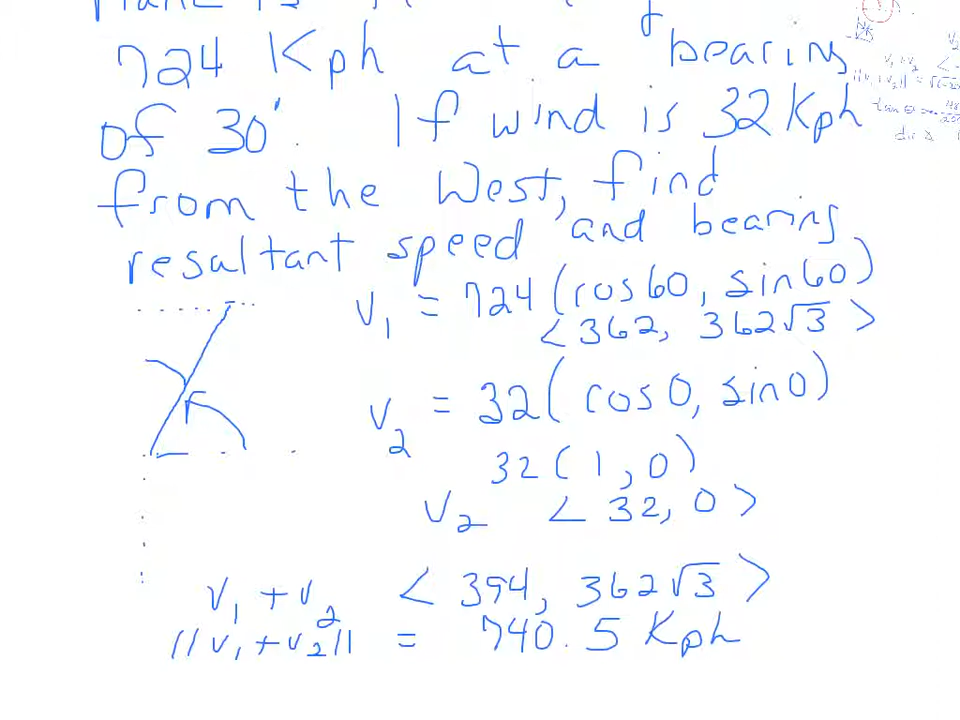 724 Kph at a bearing
of 30° If wind is 32 Kph
from the West, find
resultant speed and bearing
V₁ = 724 (cos 60, sin 60)
< 362, 362√3 >
V₂ = 32 ( cos 0, sin 0)
32 ( 1, 0 )
V₂ < 32, 0 >
V₁ + V₂ < 394, 362√3 >
||V₁ + V₂|| = 740.5 Kph